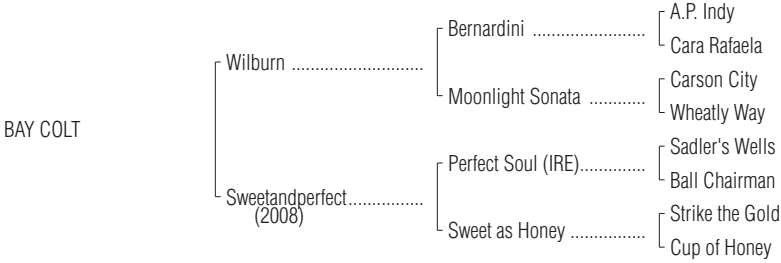 A.P. Indy
Bernardini ........................
Cara Rafaela
Wilburn ............................
Carson City
Moonlight Sonata ............
Wheatly Way
BAY COLT
Sadler's Wells
Perfect Soul (IRE)..............
Ball Chairman
Sweetandperfect................
(2008)
Strike the Gold
Sweet as Honey ................
Cup of Honey